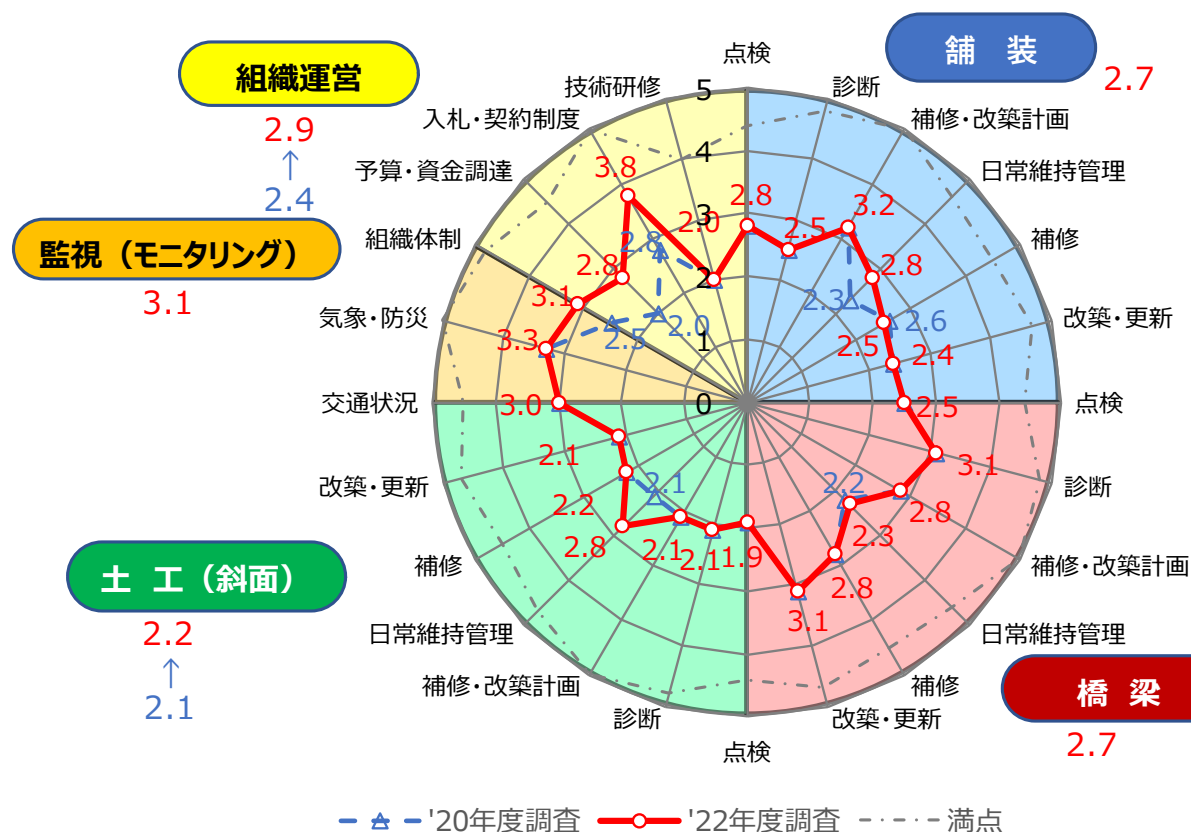 点検
舗 装
2.7
診断
補修・改築計画
日常維持管理
補修
改築・更新
点検
診断
補修・改築計画
日常維持管理
補修
改築・更新
橋 梁
2.7
点検
診断
補修・改築計画
日常維持管理
補修
改築・更新
土 工（斜面）
2.2
↑
2.1
交通状況
気象・防災
監視（モニタリング）
3.1
組織体制
予算・資金調達
入札・契約制度
技術研修
組織運営
2.9
↑
2.4
5
4
3
2
1
0
2.8
2.5
3.2
2.3
2.8
2.5
2.6
2.4
2.5
3.1
2.8
2.2
2.3
2.8
3.1
1.9
2.1
2.1
2.1
2.8
2.2
2.1
3.0
3.3
3.1
2.5
2.8
2.0
3.8
2.8
2.0
'20年度調査
'22年度調査
満点